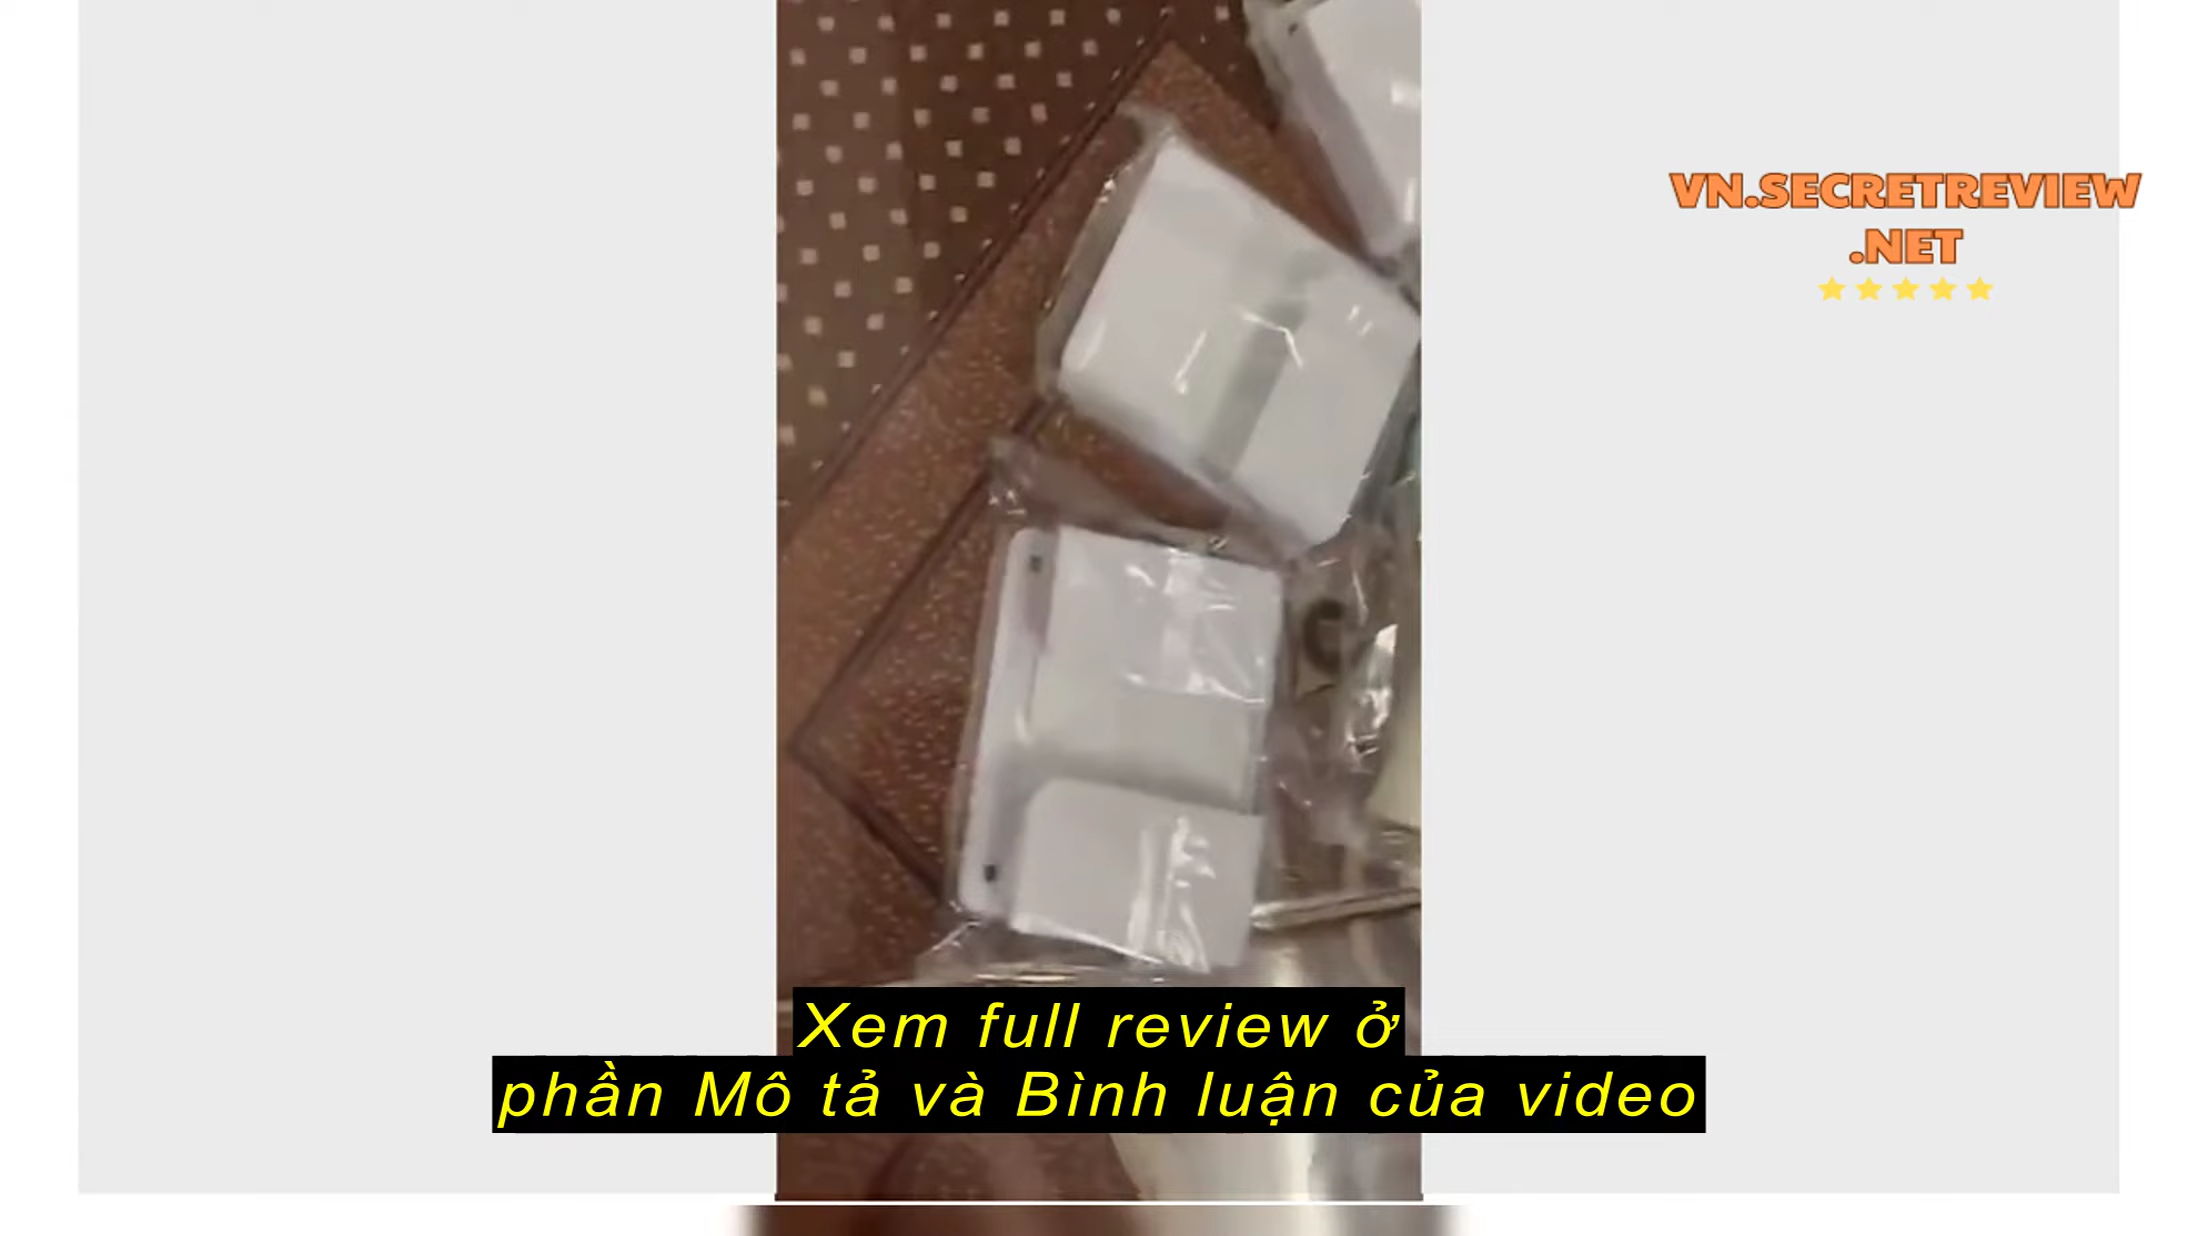 VN.SECRETREVIEW
.NET
Xem full review ở
phần Mô tả và Bình luận của video